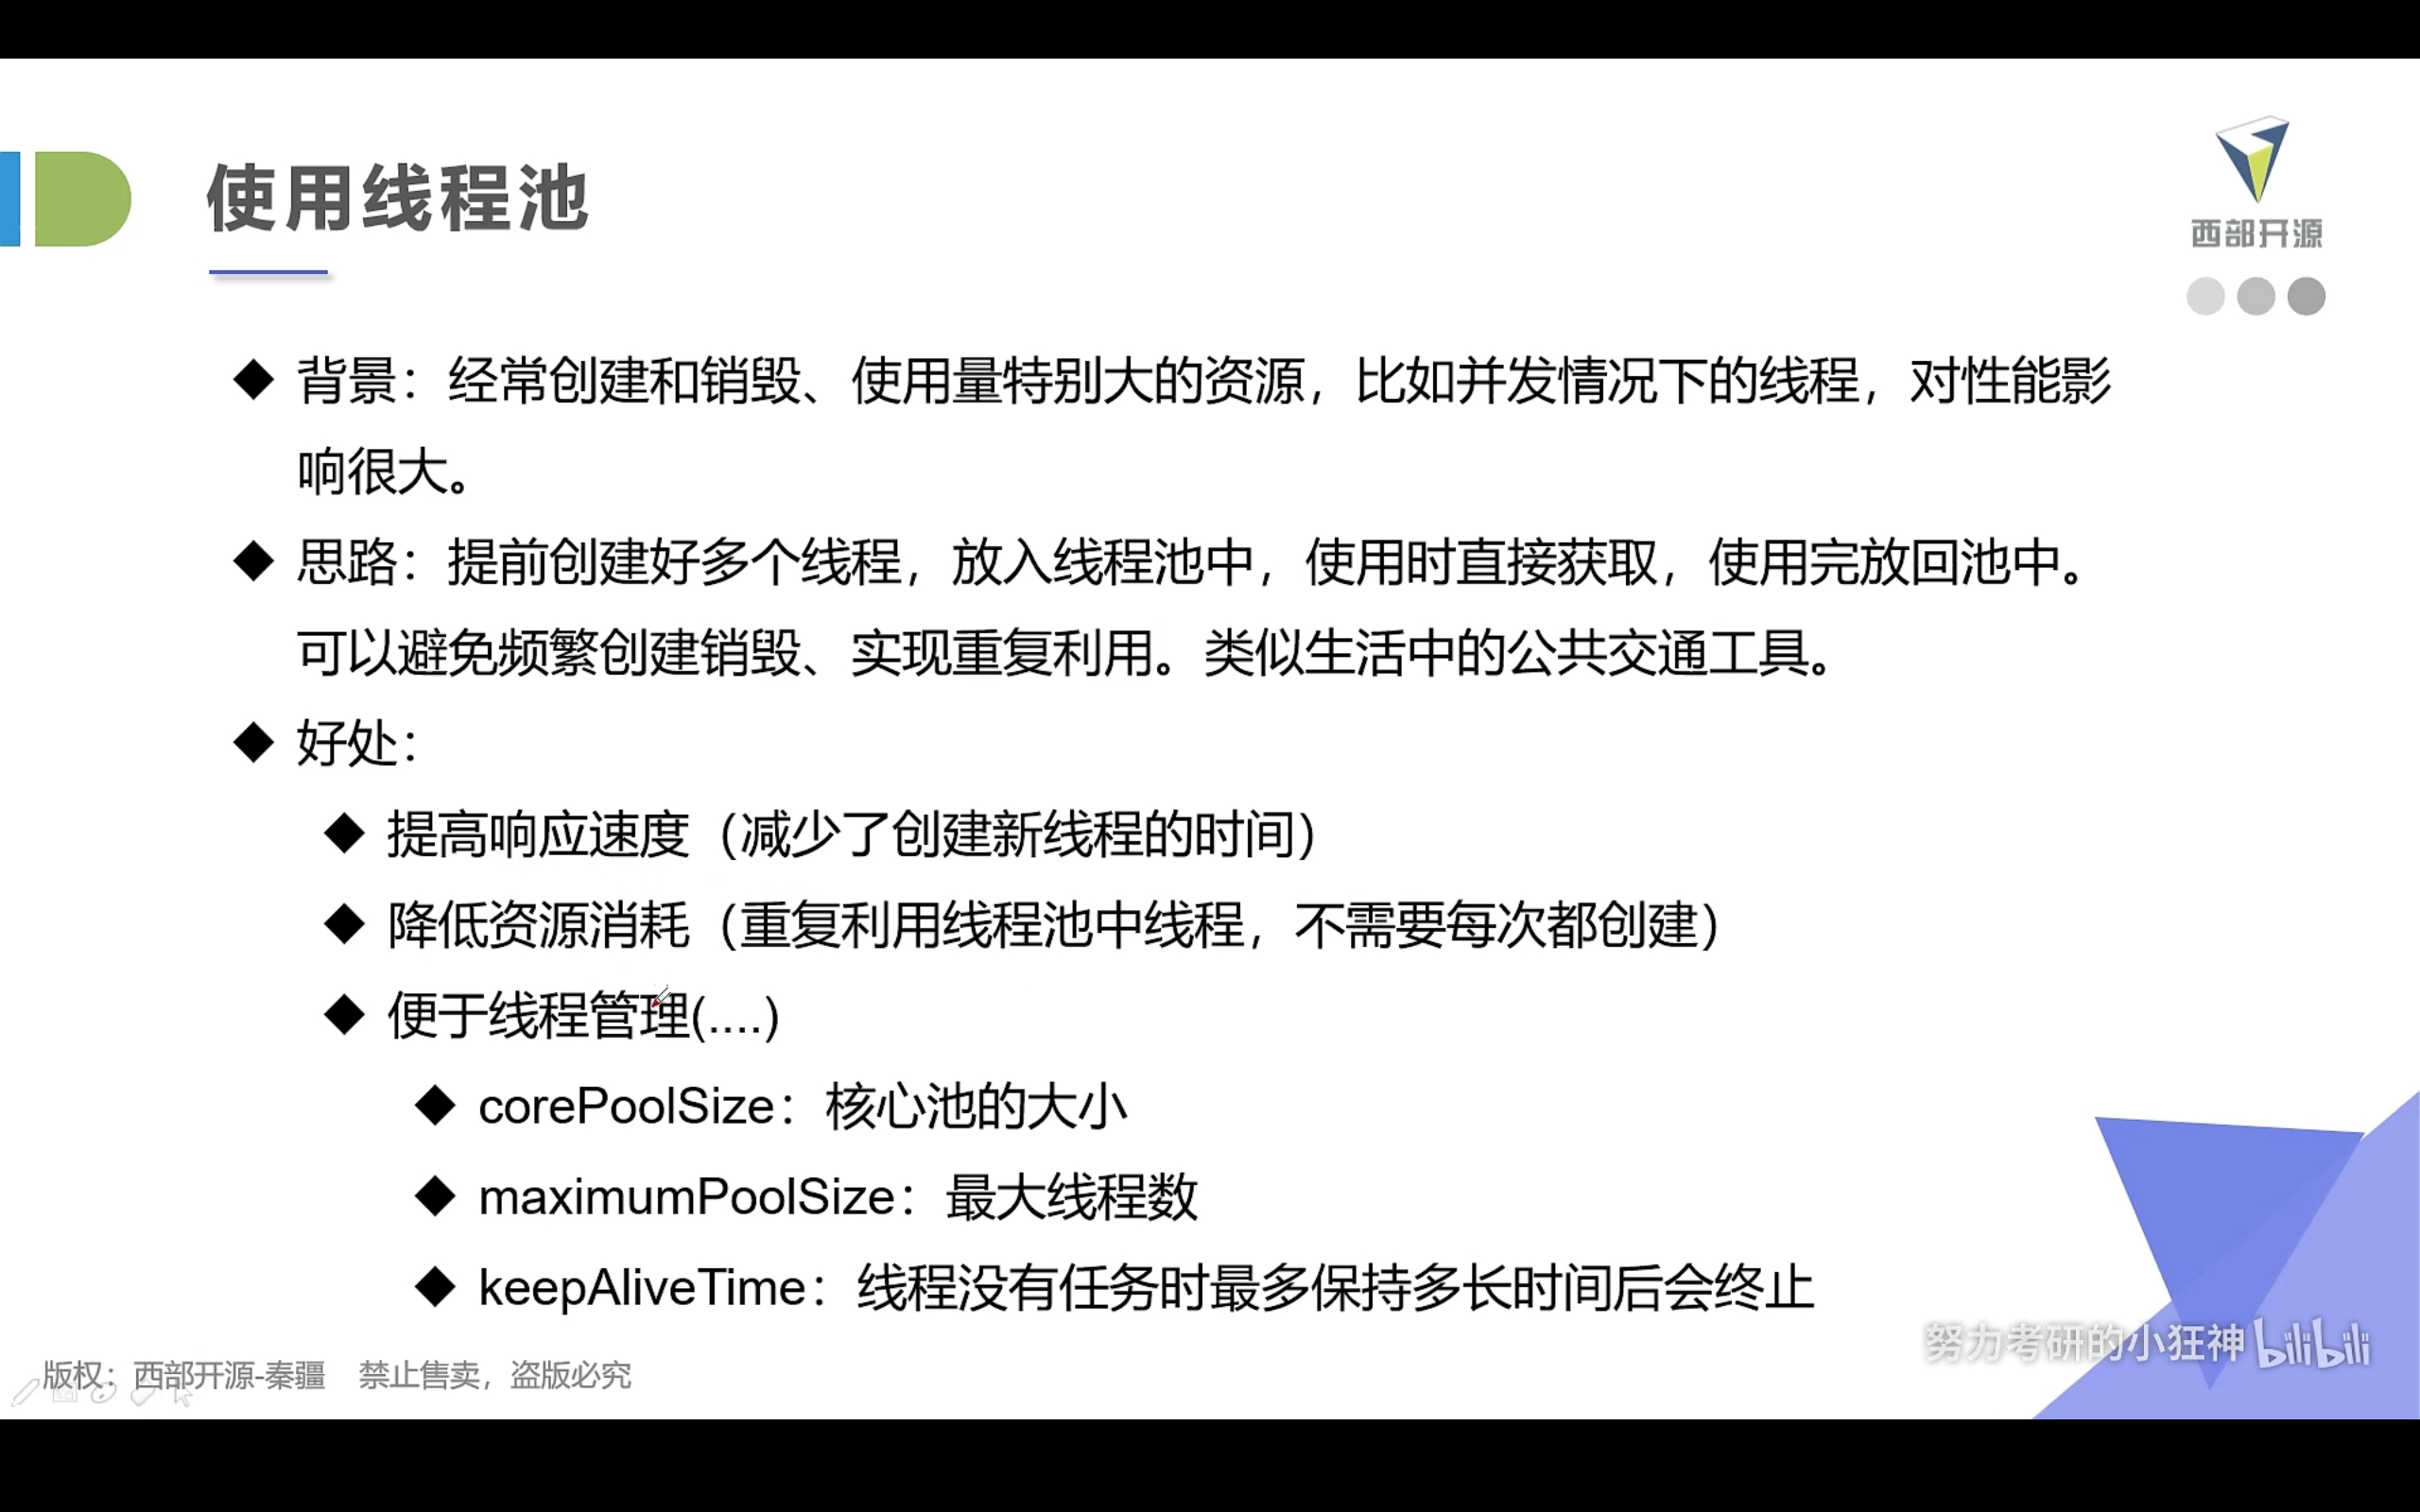 使用线程池
西部开源
背景：经常创建和销毁、使用量特别大的资源，比如并发情况下的线程，对性能影
响很大。
思路：提前创建好多个线程，放入线程池中，使用时直接获取，使用完放回池中。
可以避免频繁创建销毁、实现重复利用。类似生活中的公共交通工具。
好处：
提高响应速度（减少了创建新线程的时间）
降低资源消耗（重复利用线程池中线程，不需要每次都创建）
便于线程管理(....)
corePoolSize：核心池的大小
maximumPoolSize：最大线程数
keepAliveTime：线程没有任务时最多保持多长时间后会终止
努力考研的小狂神 bilibili
版权：西部开源-秦疆 禁止售卖，盗版必究